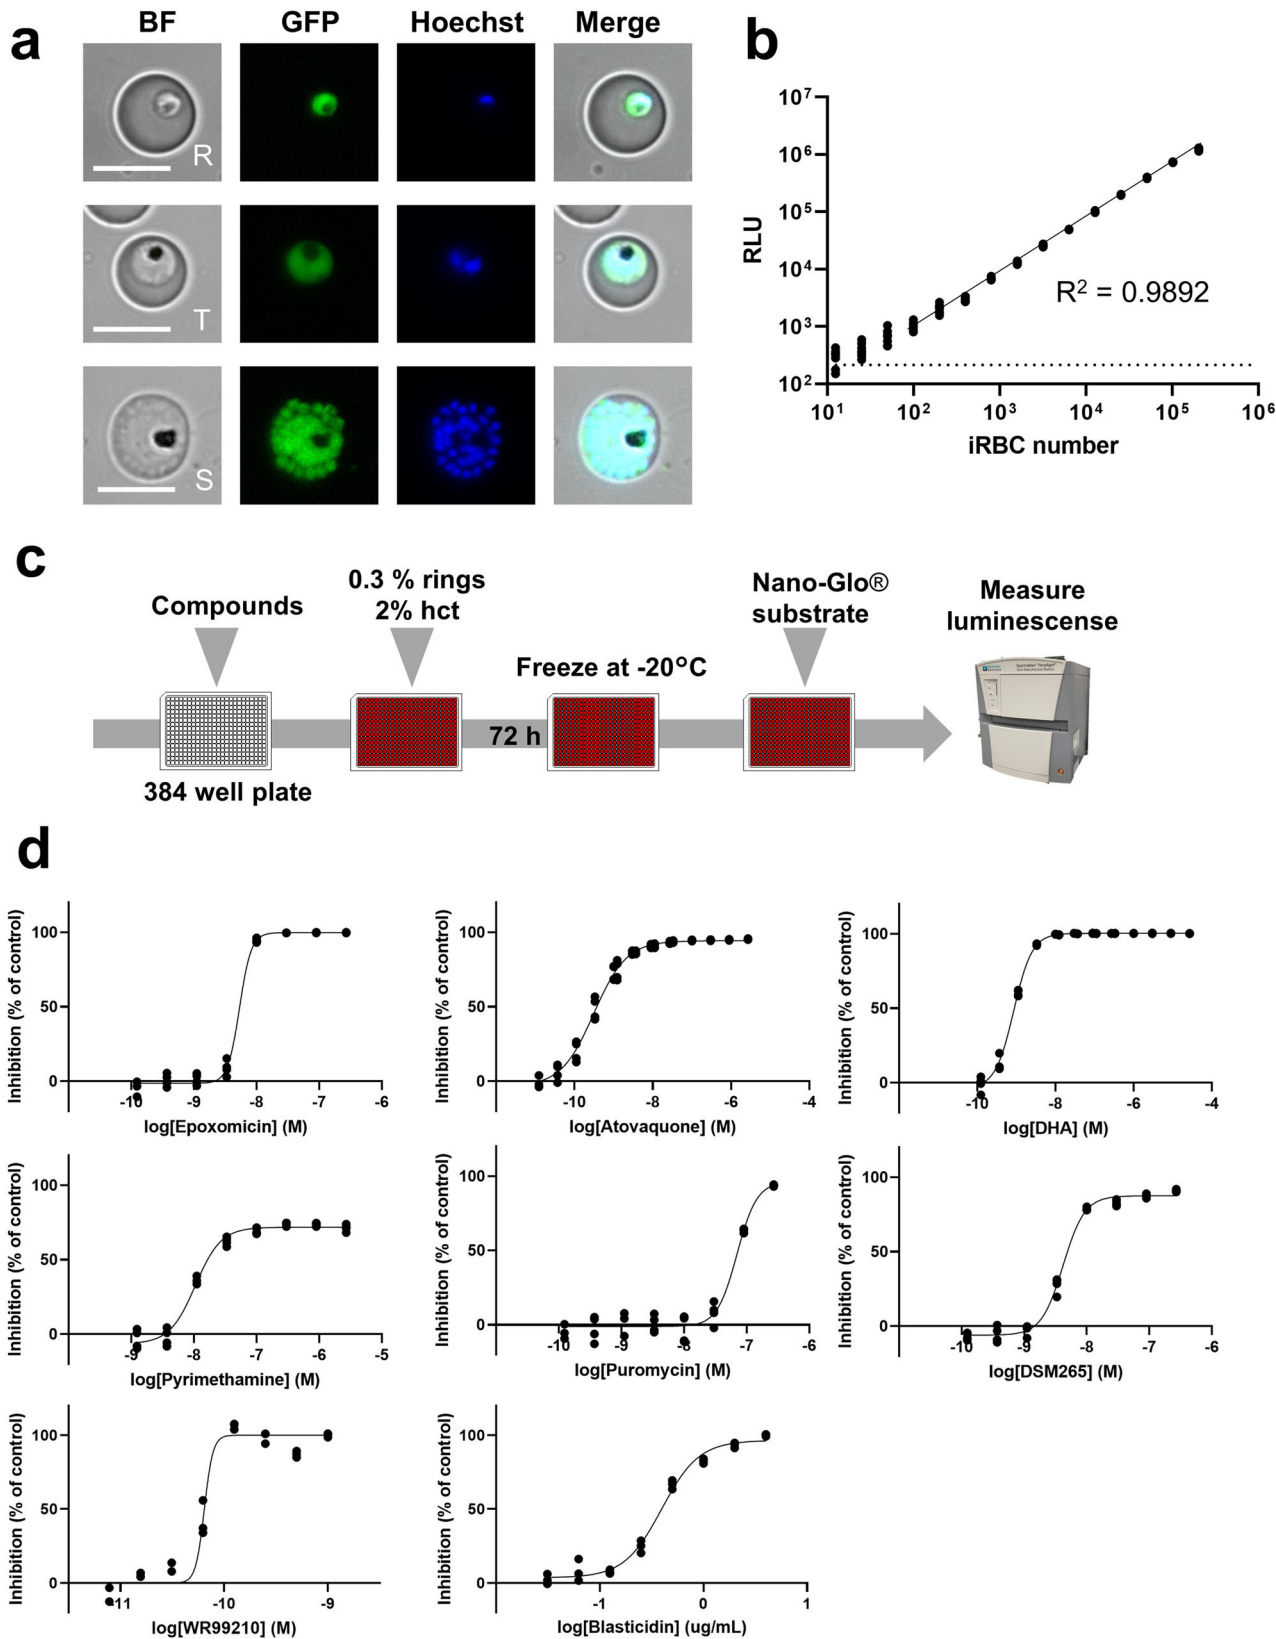 a
BF GFP Hoechst Merge
R
T
S
b
10⁷
10⁶
10⁵
10⁴
10³
10²
RLU
R² = 0.9892
10¹ 10² 10³ 10⁴ 10⁵ 10⁶
iRBC number
c
Compounds
384 well plate
0.3 % rings
2% hct
72 h
Freeze at -20°C
Nano-Glo®
substrate
Measure
luminescense
d
Inhibition (% of control)
100
50
0
-10 -9 -8 -7 -6
log[Epoxomicin] (M)
Inhibition (% of control)
100
50
0
-10 -8 -6 -4
log[Atovaquone] (M)
Inhibition (% of control)
100
50
0
-10 -8 -6 -4
log[DHA] (M)
Inhibition (% of control)
100
50
0
-9 -8 -7 -6 -5
log[Pyrimethamine] (M)
Inhibition (% of control)
100
50
0
-10 -9 -8 -7 -6
log[Puromycin] (M)
Inhibition (% of control)
100
50
0
-10 -9 -8 -7 -6
log[DSM265] (M)
Inhibition (% of control)
100
50
0
-11 -10 -9
log[WR99210] (M)
Inhibition (% of control)
100
50
0
-1 0 1
log[Blasticidin] (ug/mL)